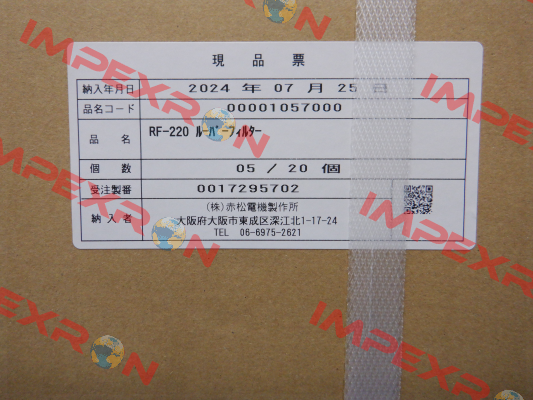 現品票
納入年月日 2024 年 07 月 25 日
品名コード 00001057000
品名 RF-220 ﾙｰﾊﾞｰﾌｨﾙﾀｰ
個数 05 / 20 個
受注製番 0017295702
納入者 (株)赤松電機製作所
大阪府大阪市東成区深江北1-17-24
TEL 06-6975-2621
IMPEXRON
IMPEXRON
IMPEXRON
IMPEXRON
IMPEXRON